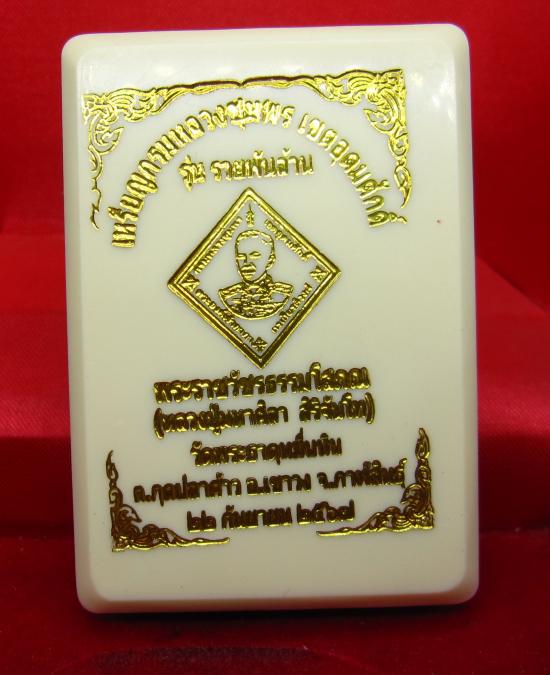 เหรียญกรมหลวงชุมพร เขตอุดมศักดิ์
รุ่น รวยพันล้าน
พระราชวัชรธรรมโสภณ
(หลวงปู่มหาศิลา สิริจันโท)
วัดพระธาตุหมื่นหิน
ต.กุดปลาค้าว อ.เขาวง จ.กาฬสินธุ์
๒๒ กันยายน ๒๕๖๗